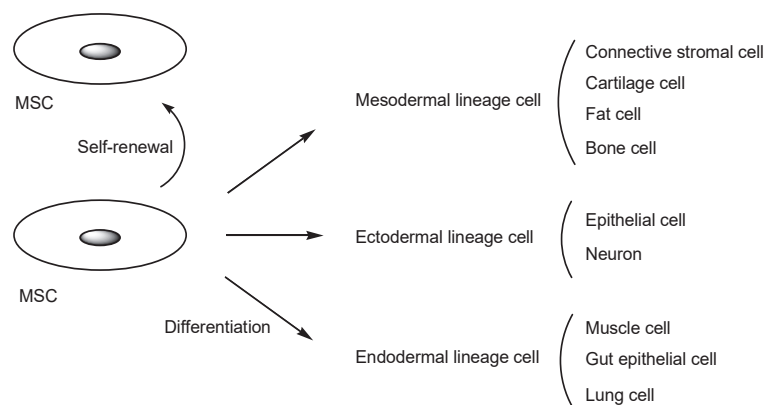 MSC
Self-renewal
MSC
Differentiation
Mesodermal lineage cell
Connective stromal cell
Cartilage cell
Fat cell
Bone cell
Ectodermal lineage cell
Epithelial cell
Neuron
Endodermal lineage cell
Muscle cell
Gut epithelial cell
Lung cell